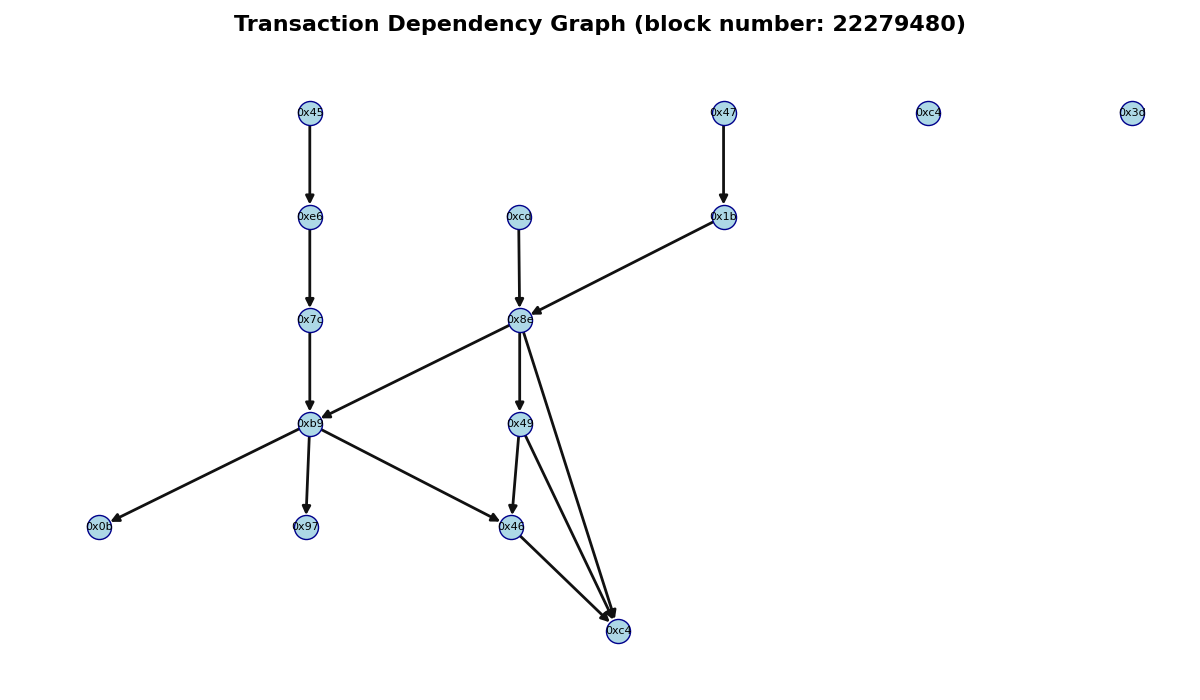 Transaction Dependency Graph (block number: 22279480)
0x45
0x47
0xc4
0x3d
0xe6
0xcd
0x1b
0x7c
0x8e
0xb9
0x49
0x0b
0x97
0x46
0xc4